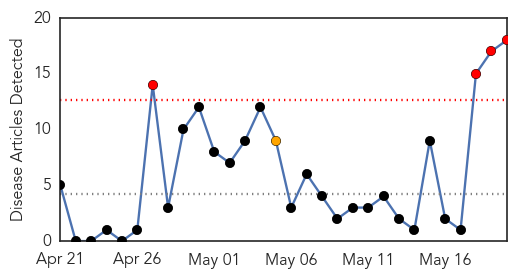 20
15
10
5
0
Disease Articles Detected
Apr 21
Apr 26
May 01
May 06
May 11
May 16